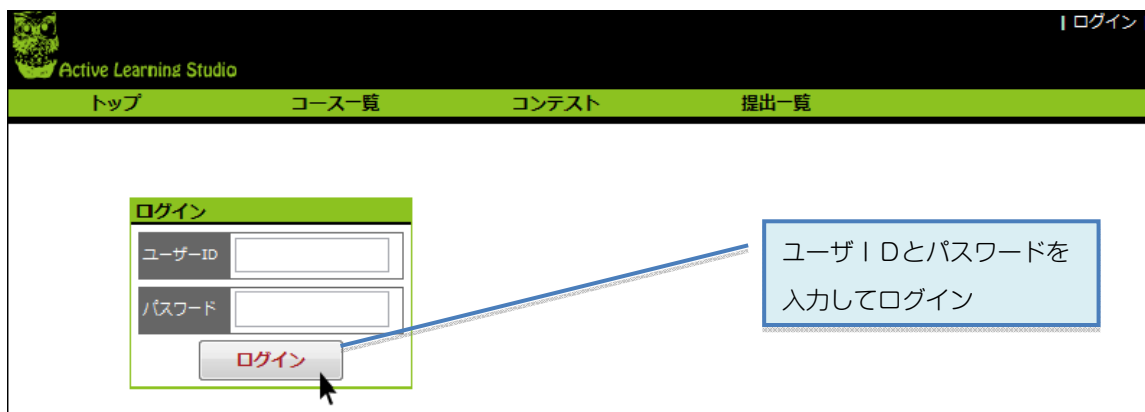 | ログイン
Active Learning Studio
トップ コース一覧 コンテスト 提出一覧
ログイン
ユーザーID
パスワード
ログイン
ユーザＩＤとパスワードを
入力してログイン